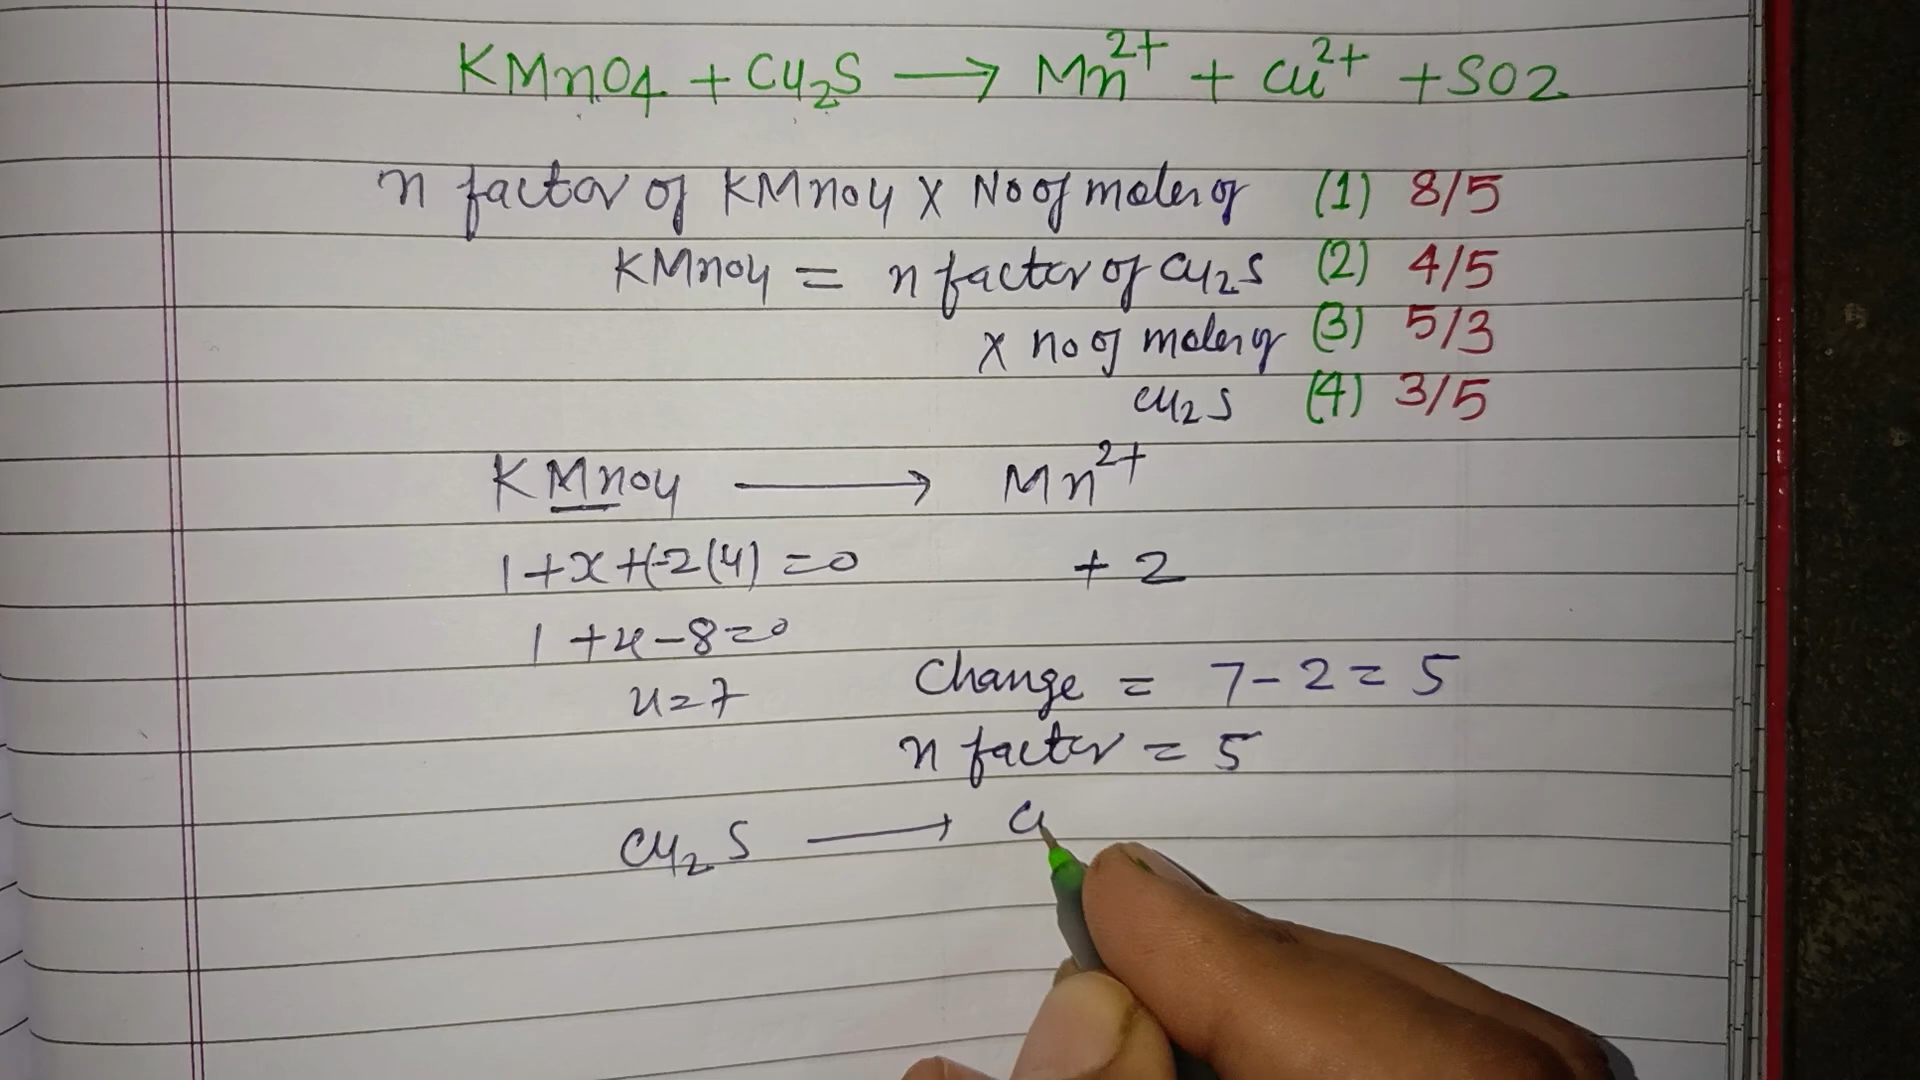 KMnO4 + Cu2S → Mn2+ + Cu2+ + SO2
n factor of KMnO4 X No of moles of (1) 8/5
KMnO4 = n factor of Cu2S (2) 4/5
X no of moles of (3) 5/3
Cu2S (4) 3/5
KMnO4 → Mn2+
1+x+(-2(4) =0 +2
1+x-8=0
x=7 Change = 7-2=5
n factor = 5
Cu2S → Cu